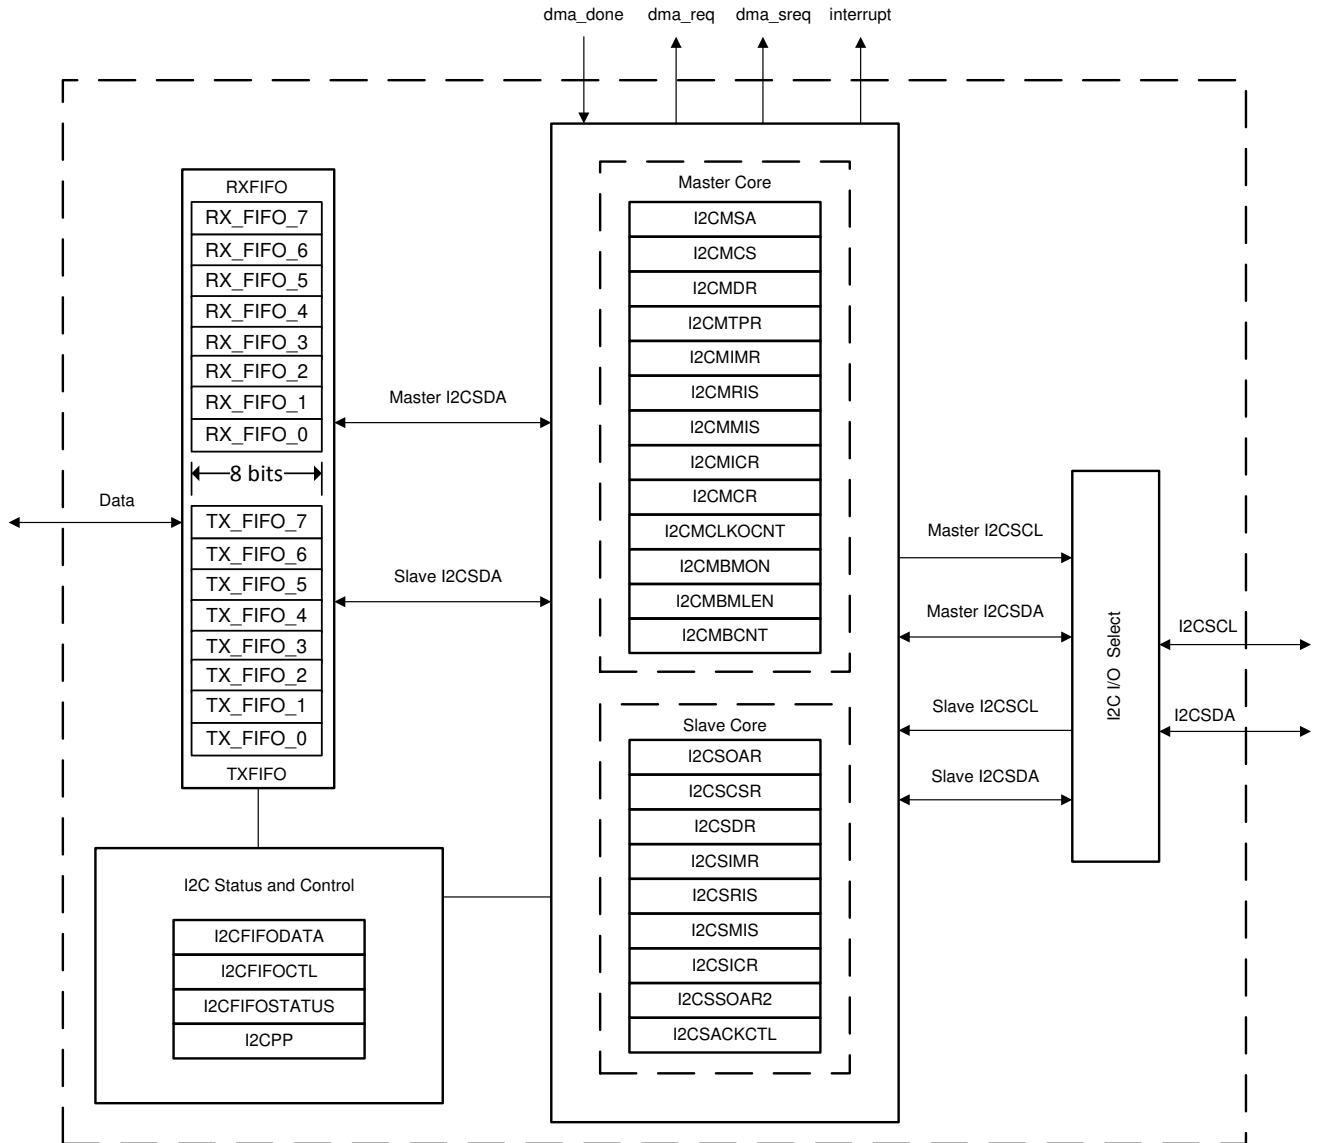 dma_done
dma_req
dma_sreq
interrupt
RXFIFO
RX_FIFO_7
RX_FIFO_6
RX_FIFO_5
RX_FIFO_4
RX_FIFO_3
RX_FIFO_2
RX_FIFO_1
RX_FIFO_0
8 bits
TX_FIFO_7
TX_FIFO_6
TX_FIFO_5
TX_FIFO_4
TX_FIFO_3
TX_FIFO_2
TX_FIFO_1
TX_FIFO_0
TXFIFO
Data
Master I2CSDA
Slave I2CSDA
I2C Status and Control
I2CFIFODATA
I2CFIFOCTL
I2CFIFOSTATUS
I2CPP
Master Core
I2CMSA
I2CMCS
I2CMDR
I2CMTPR
I2CMIMR
I2CMRIS
I2CMMIS
I2CMICR
I2CMCR
I2CMCLKOCNT
I2CMBMON
I2CMBMLEN
I2CMBCNT
Slave Core
I2CSOAR
I2CSCSR
I2CSDR
I2CSIMR
I2CSRIS
I2CSMIS
I2CSICR
I2CSSOAR2
I2CSACKCTL
Master I2CSCL
Master I2CSDA
Slave I2CSCL
Slave I2CSDA
I2C I/O Select
I2CSCL
I2CSDA